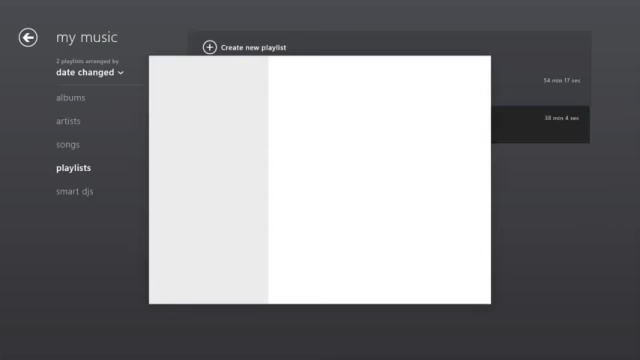 my music
2 playlists arranged by
date changed
albums
artists
songs
playlists
smart djs
Create new playlist
54 min 17 sec
38 min 4 sec